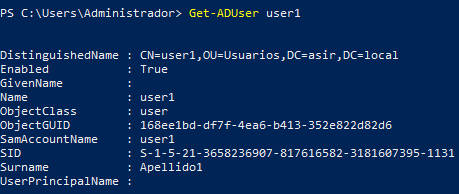 PS C:\Users\Administrador> Get-ADUser user1
DistinguishedName : CN=user1,OU=Usuarios,DC=asir,DC=local
Enabled           : True
GivenName         :
Name              : user1
ObjectClass       : user
ObjectGUID        : 168ee1bd-df7f-4ea6-b413-352e822d82d6
SamAccountName    : user1
SID               : S-1-5-21-3658236907-817616582-3181607395-1131
Surname           : Apellido1
UserPrincipalName :